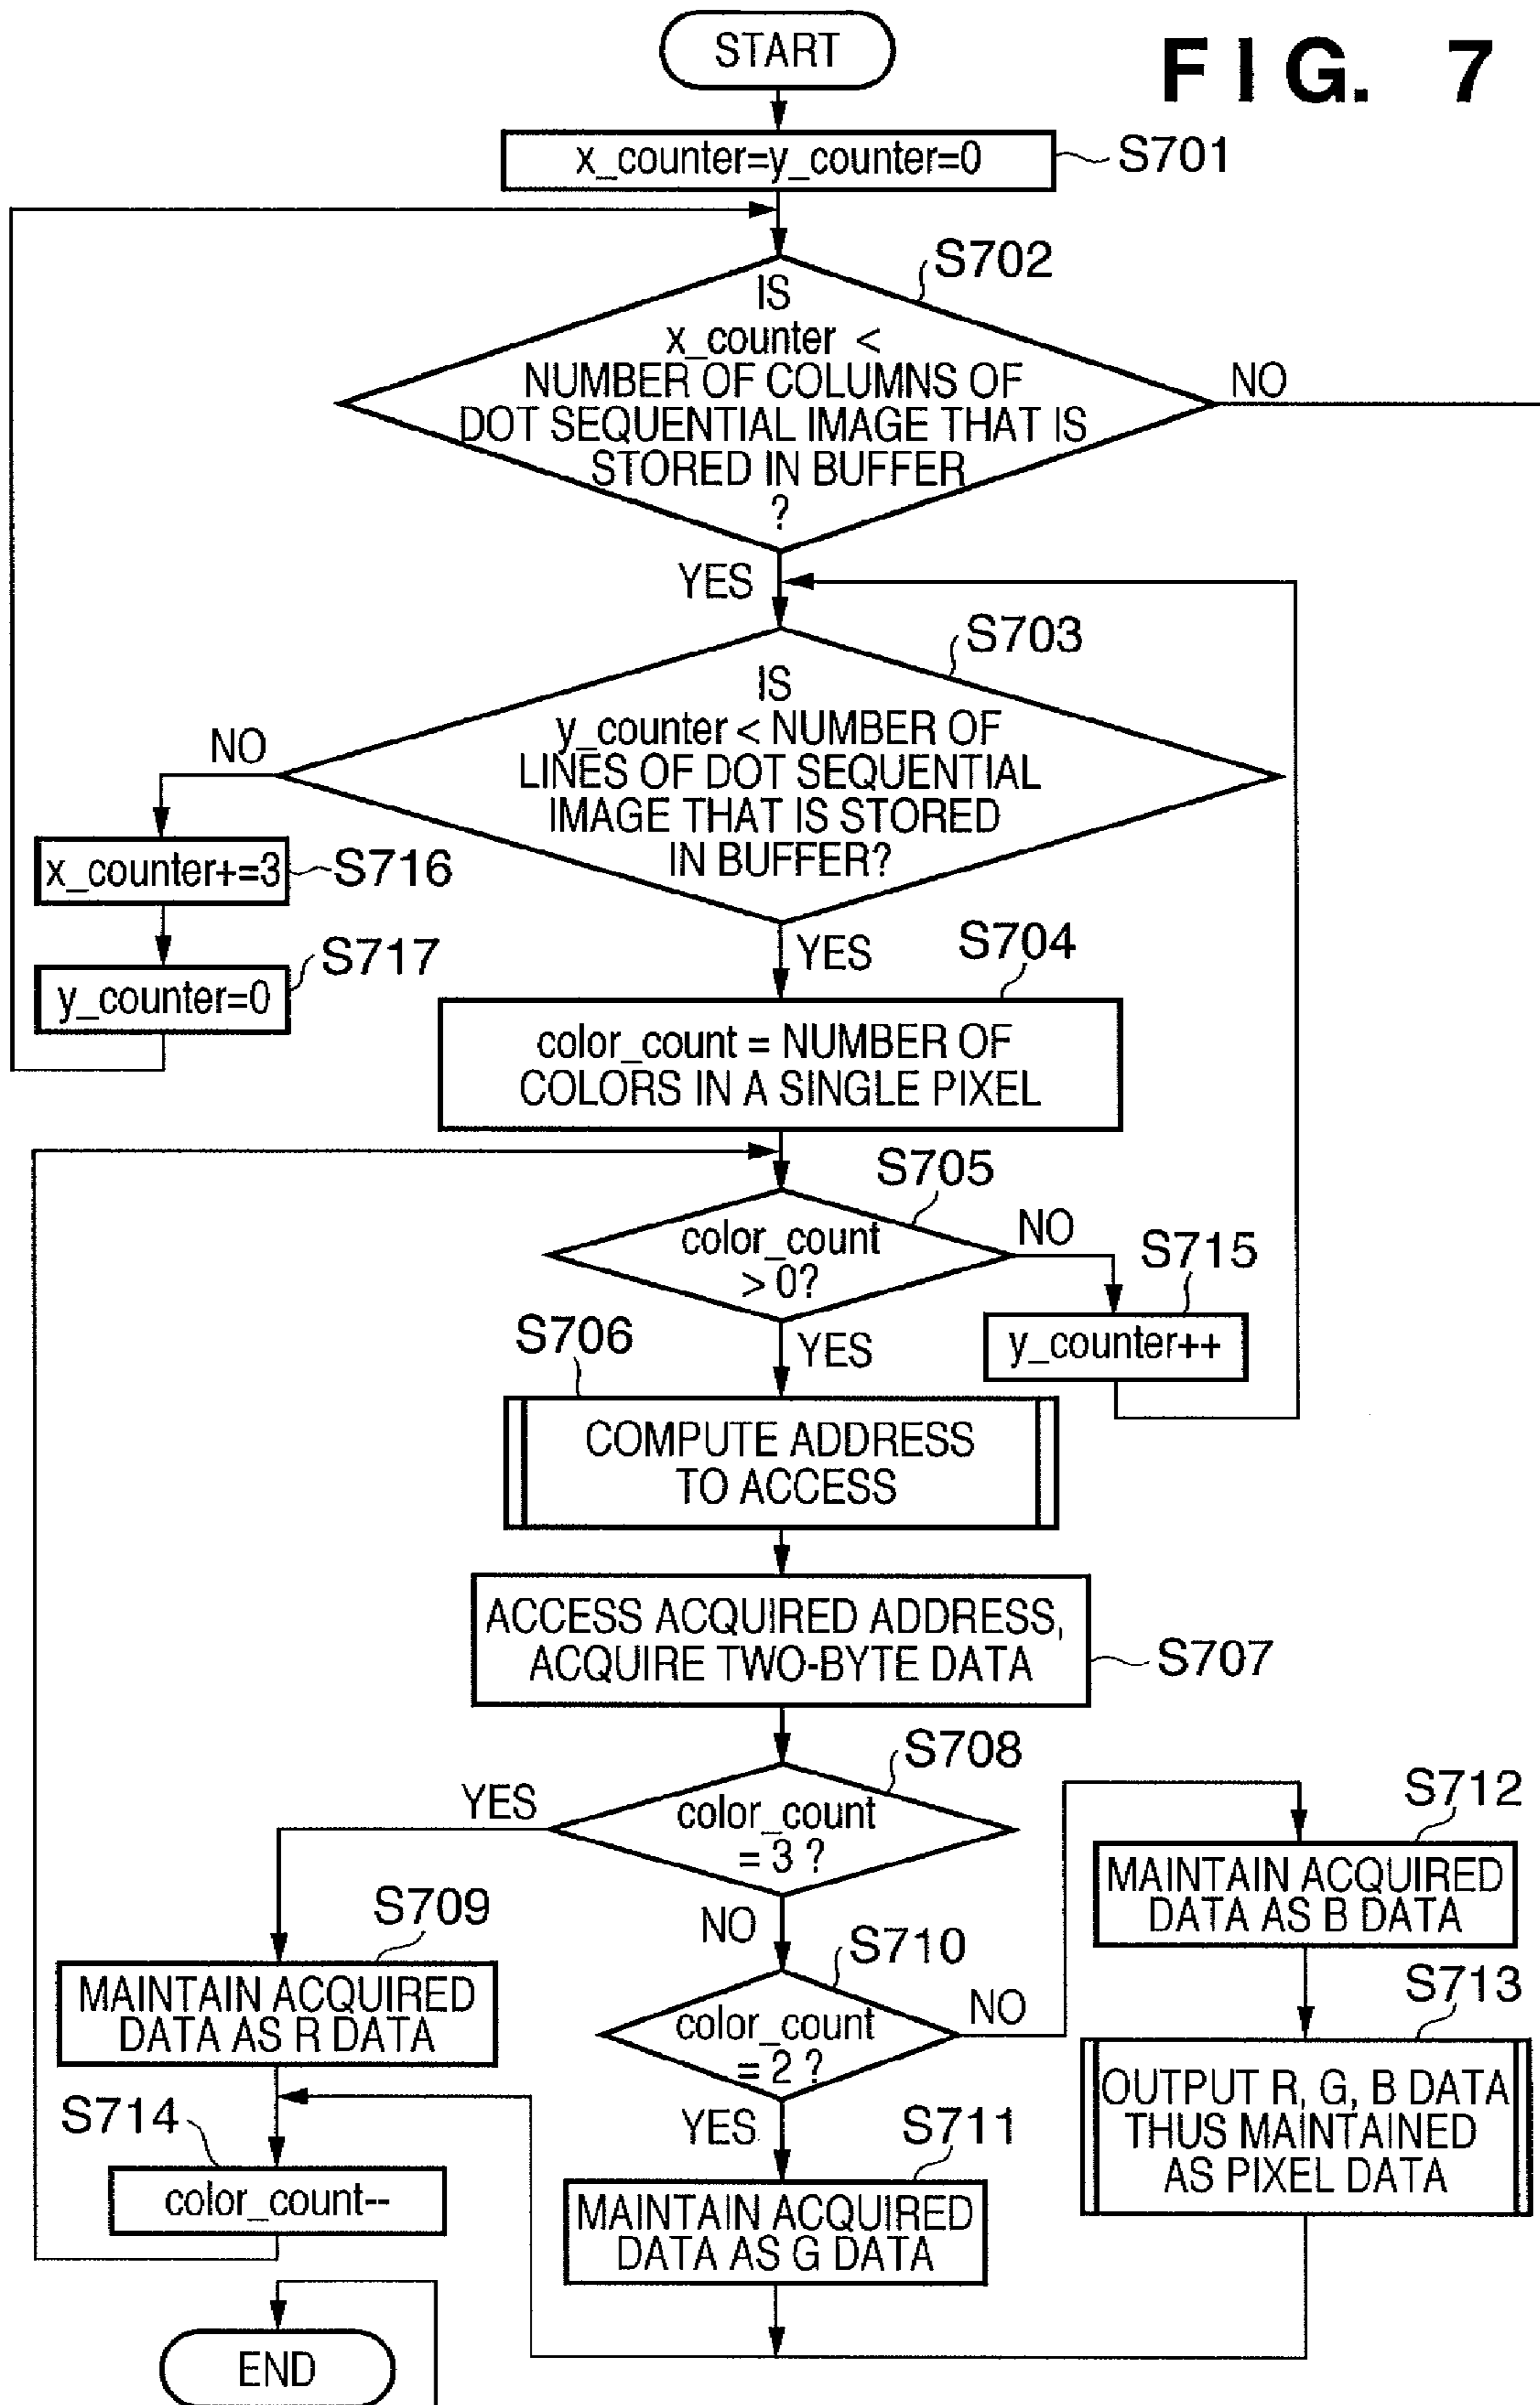 START
FIG. 7
x_counter=y_counter=0
S701
S702
IS
x_counter <
NUMBER OF COLUMNS OF
DOT SEQUENTIAL IMAGE THAT IS
STORED IN BUFFER
?
NO
YES
S703
IS
y_counter < NUMBER OF
LINES OF DOT SEQUENTIAL
IMAGE THAT IS STORED
IN BUFFER?
NO
x_counter+=3
S716
YES
S704
S717
y_counter=0
color_count = NUMBER OF
COLORS IN A SINGLE PIXEL
S705
color_count
> 0?
NO
S715
y_counter++
S706
YES
COMPUTE ADDRESS
TO ACCESS
ACCESS ACQUIRED ADDRESS,
ACQUIRE TWO-BYTE DATA
S707
S708
YES
color_count
= 3 ?
S712
MAINTAIN ACQUIRED
DATA AS B DATA
S709
NO
S710
MAINTAIN ACQUIRED
DATA AS R DATA
color_count
= 2 ?
NO
S713
OUTPUT R, G, B DATA
THUS MAINTAINED
AS PIXEL DATA
S714
YES
S711
color_count--
MAINTAIN ACQUIRED
DATA AS G DATA
END